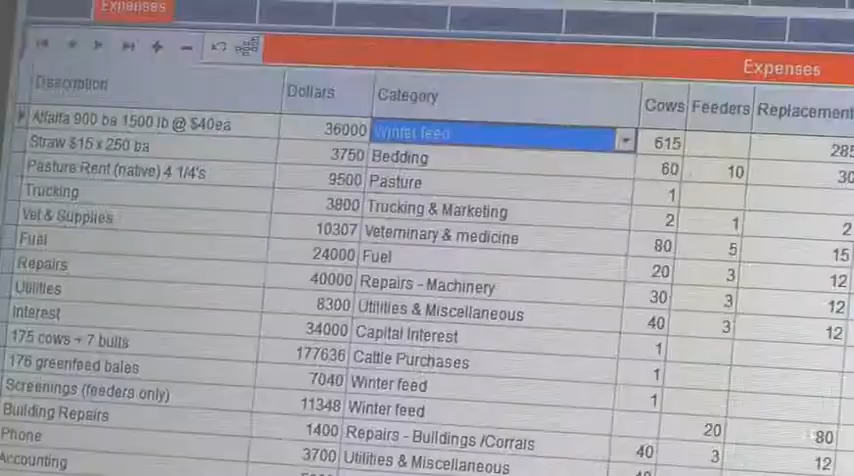 Expenses
Expenses
Description Dollars Category Cows Feeders Replacement
Alfalfa 900 ba 1500 lb @ $40ea 36000 Winter feed 615 285
Straw $15 x 250 ba 3750 Bedding 60 10 30
Pasture Rent (native) 4 1/4's 9500 Pasture 1
Trucking 3800 Trucking & Marketing 2 1 2
Vet & Supplies 10307 Veterninary & medicine 80 5 15
Fuel 24000 Fuel 20 3 12
Repairs 40000 Repairs - Machinery 30 3 12
Utilities 8300 Utilities & Miscellaneous 40 3 12
Interest 34000 Capital Interest 1
175 cows + 7 bulls 177636 Cattle Purchases 1
176 greenfeed bales 7040 Winter feed 1
Screenings (feeders only) 11348 Winter feed 20 80
Building Repairs 1400 Repairs - Buildings /Corrals 40 3 12
Phone 3700 Utilities & Miscellaneous
Accounting